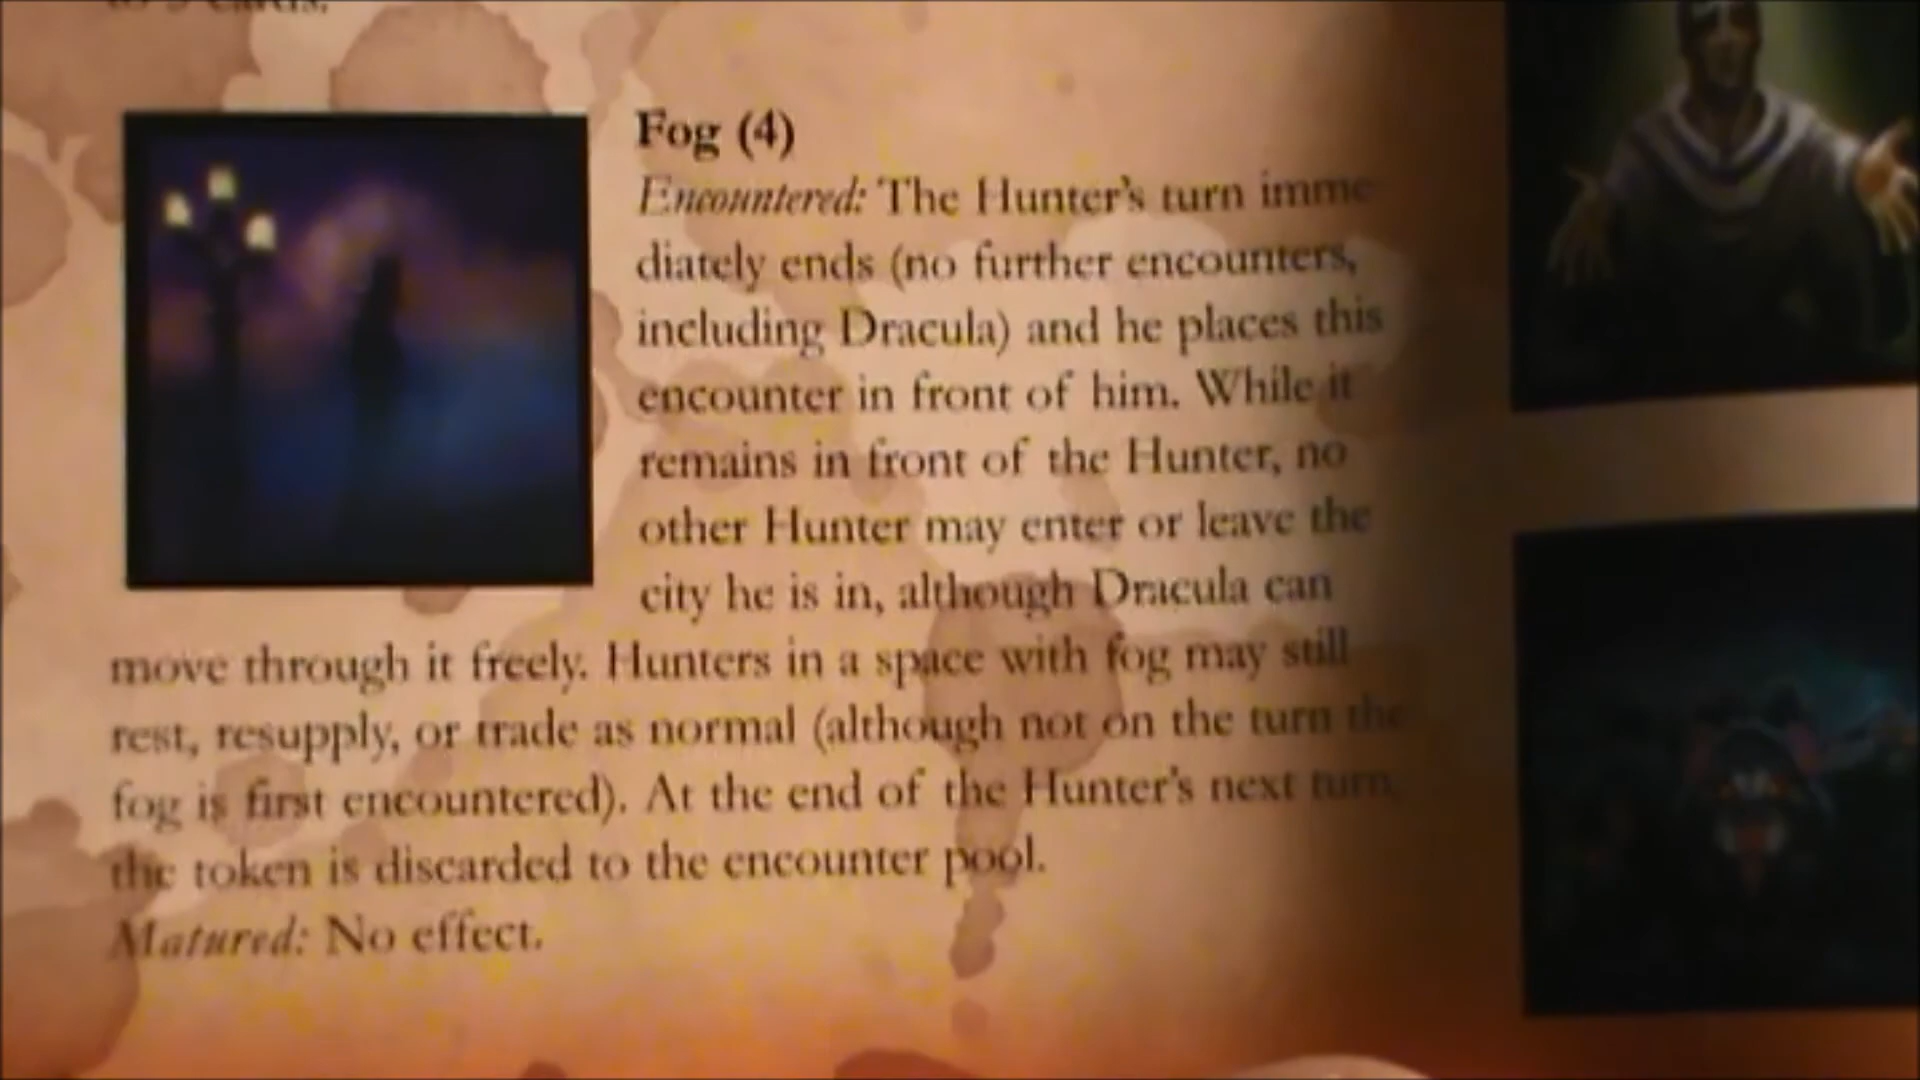 to 5 cards.
Fog (4)
Encountered: The Hunter's turn imme
diately ends (no further encounters,
including Dracula) and he places this
encounter in front of him. While it
remains in front of the Hunter, no
other Hunter may enter or leave the
city he is in, although Dracula can
move through it freely. Hunters in a space with fog may still
rest, resupply, or trade as normal (although not on the turn the
fog is first encountered). At the end of the Hunter's next turn,
the token is discarded to the encounter pool.
Matured: No effect.